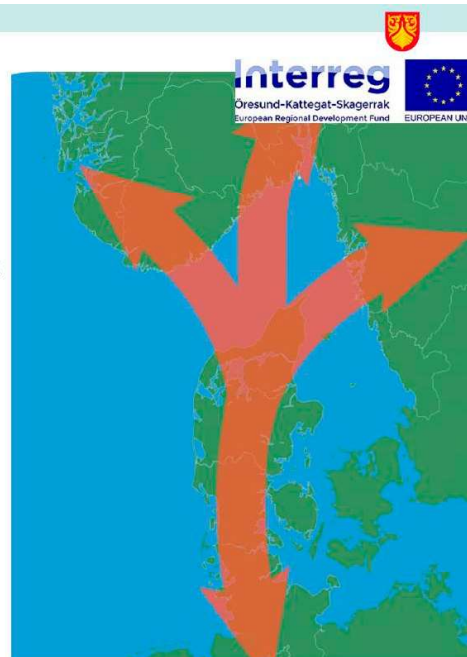 Interreg
Öresund-Kattegat-Skagerrak
European Regional Development Fund
EUROPEAN UN